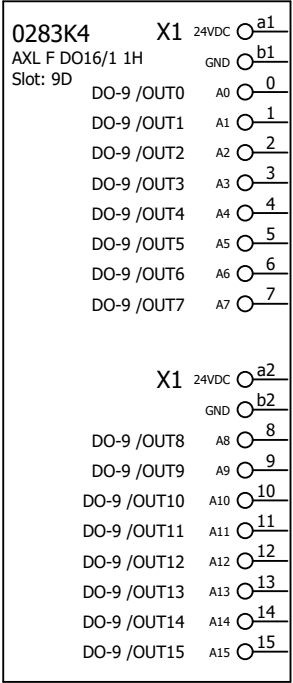 0283K4 X1 24VDC a1
AXL F DO16/1 1H GND b1
Slot: 9D
DO-9 /OUT0 A0 0
DO-9 /OUT1 A1 1
DO-9 /OUT2 A2 2
DO-9 /OUT3 A3 3
DO-9 /OUT4 A4 4
DO-9 /OUT5 A5 5
DO-9 /OUT6 A6 6
DO-9 /OUT7 A7 7
X1 24VDC a2
GND b2
DO-9 /OUT8 A8 8
DO-9 /OUT9 A9 9
DO-9 /OUT10 A10 10
DO-9 /OUT11 A11 11
DO-9 /OUT12 A12 12
DO-9 /OUT13 A13 13
DO-9 /OUT14 A14 14
DO-9 /OUT15 A15 15